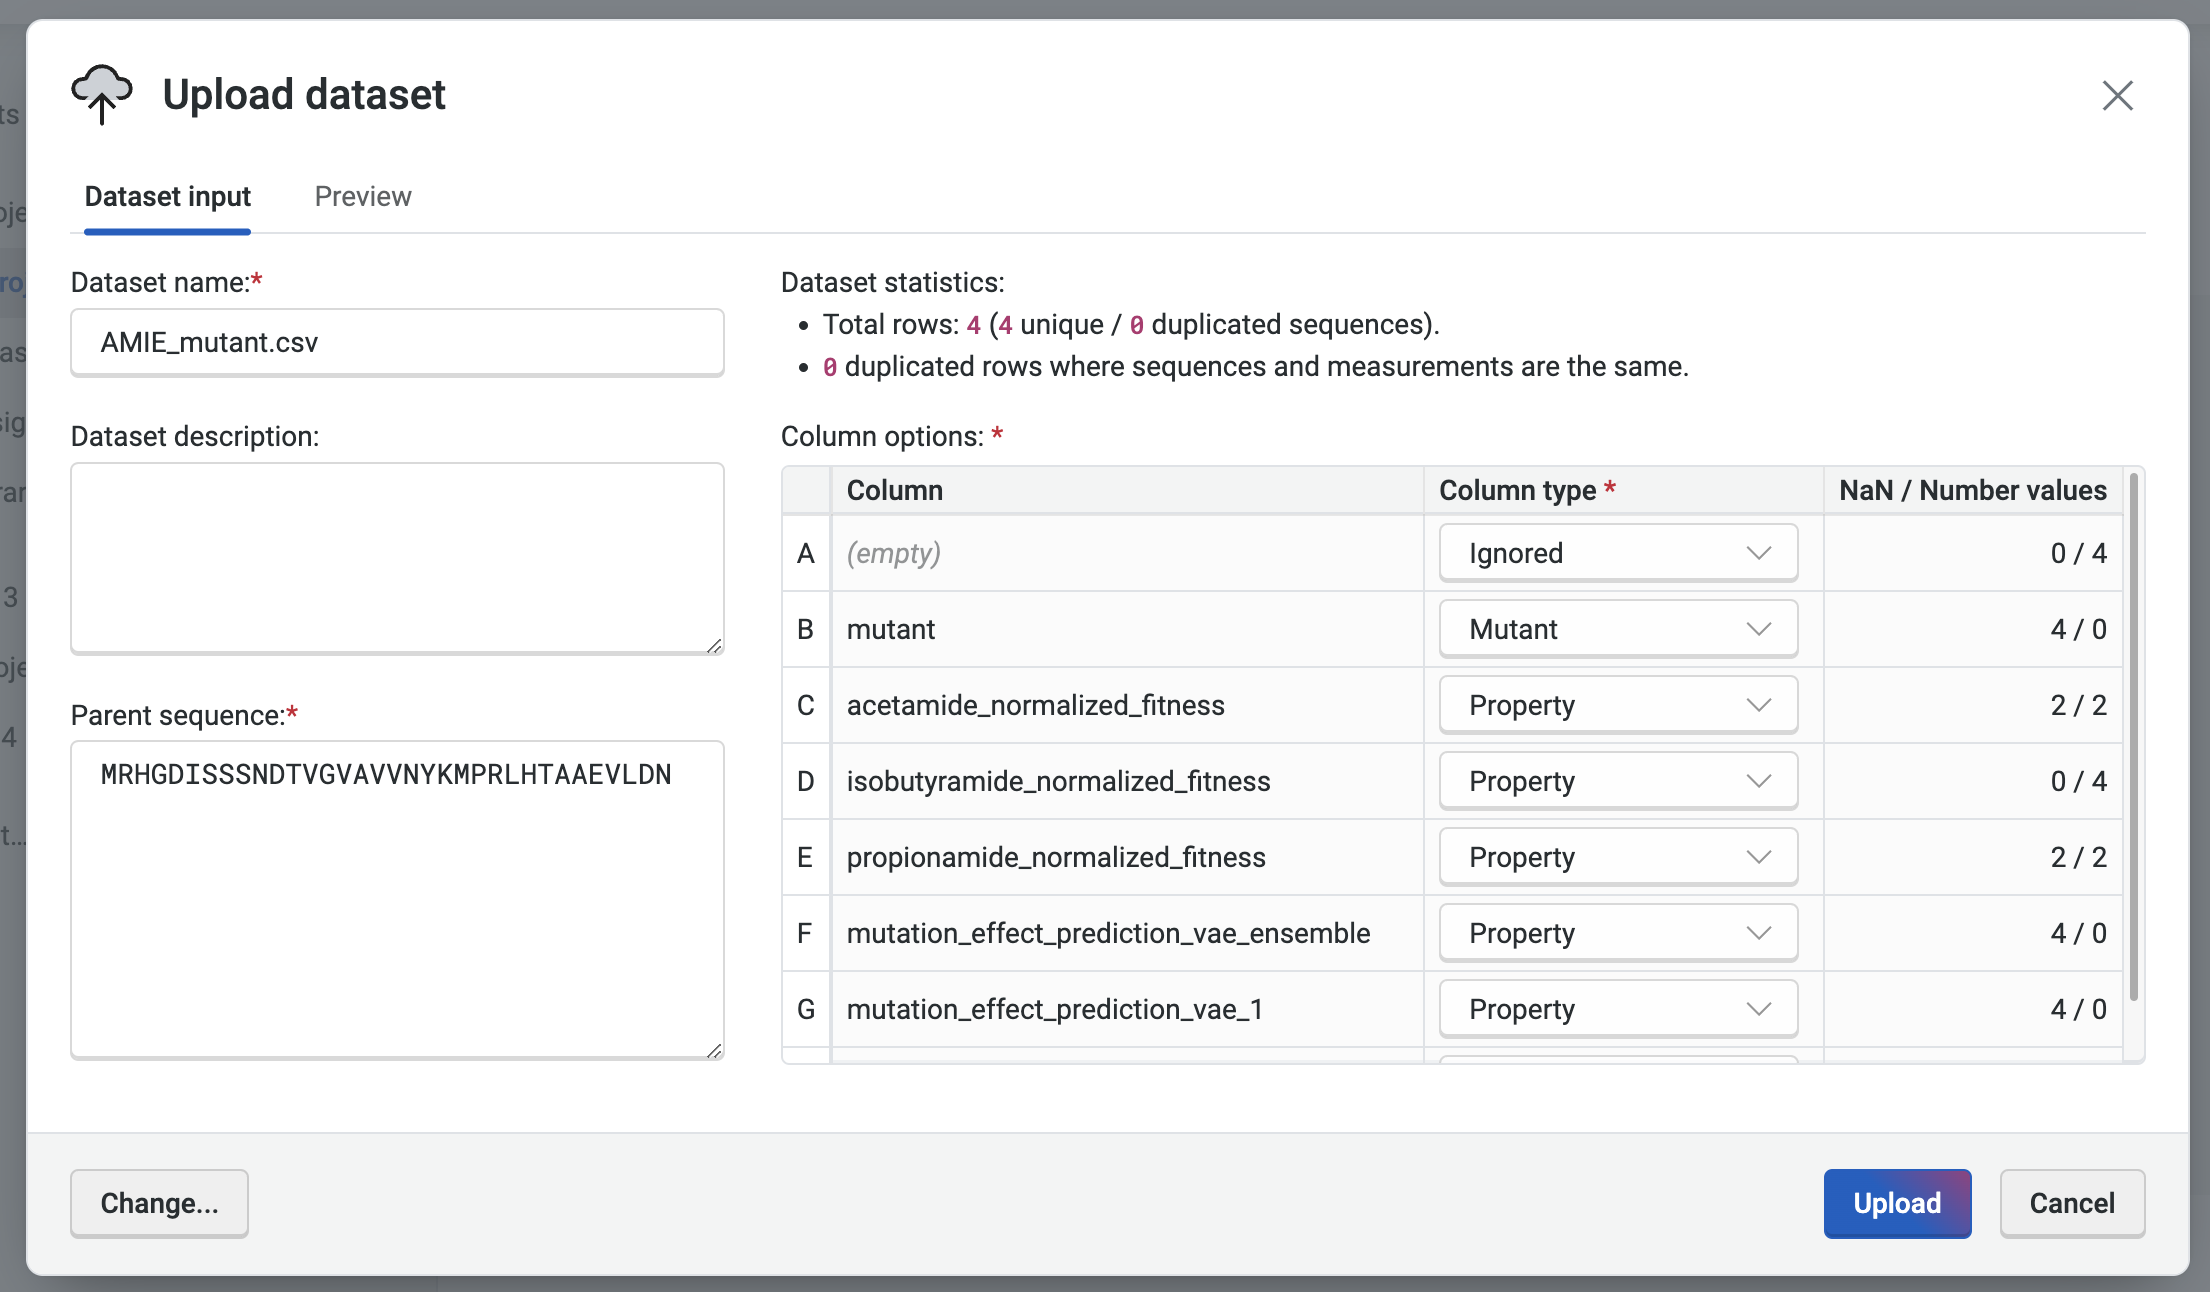 Upload dataset
Dataset input
Preview
Dataset name:*
AMIE_mutant.csv
Dataset description:
Parent sequence:*
MRHGDISSSNDTVGVAVVNYKMPRLHTAAEVLDN
Dataset statistics:
• Total rows: 4 (4 unique / 0 duplicated sequences).
• 0 duplicated rows where sequences and measurements are the same.
Column options: *
Column Column type * NaN / Number values
A (empty) Ignored 0 / 4
B mutant Mutant 4 / 0
C acetamide_normalized_fitness Property 2 / 2
D isobutyramide_normalized_fitness Property 0 / 4
E propionamide_normalized_fitness Property 2 / 2
F mutation_effect_prediction_vae_ensemble Property 4 / 0
G mutation_effect_prediction_vae_1 Property 4 / 0
Change...
Upload
Cancel